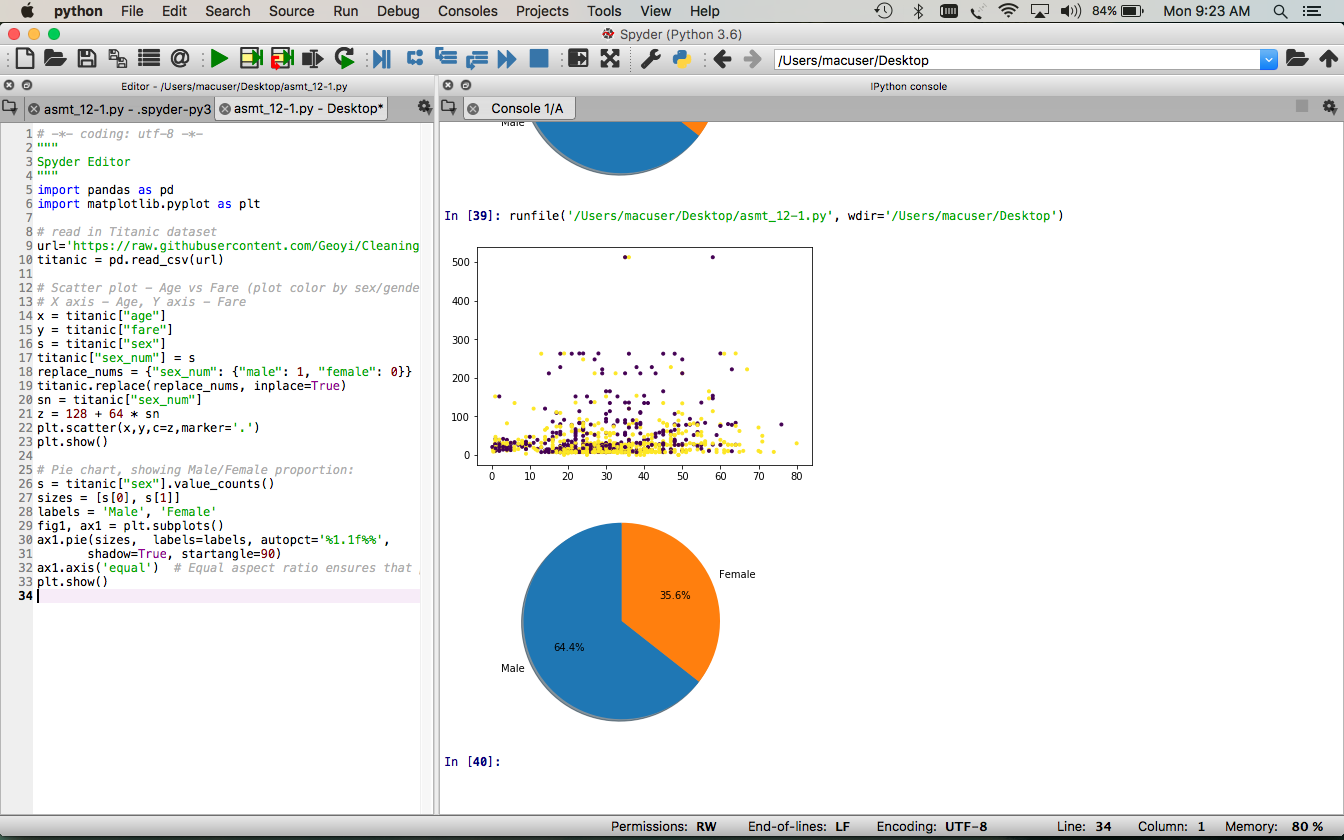 python File Edit Search Source Run Debug Consoles Projects Tools View Help 84% Mon 9:23 AM
Spyder (Python 3.6)
/Users/macuser/Desktop
Editor - /Users/macuser/Desktop/asmt_12-1.py
asmt_12-1.py - .spyder-py3 asmt_12-1.py - Desktop*
1 # -*- coding: utf-8 -*-
2 """
3 Spyder Editor
4 """
5 import pandas as pd
6 import matplotlib.pyplot as plt
7
8 # read in Titanic dataset
9 url='https://raw.githubusercontent.com/Geoyi/Cleaning
10 titanic = pd.read_csv(url)
11
12 # Scatter plot - Age vs Fare (plot color by sex/gende
13 # X axis - Age, Y axis - Fare
14 x = titanic["age"]
15 y = titanic["fare"]
16 s = titanic["sex"]
17 titanic["sex_num"] = s
18 replace_nums = {"sex_num": {"male": 1, "female": 0}}
19 titanic.replace(replace_nums, inplace=True)
20 sn = titanic["sex_num"]
21 z = 128 + 64 * sn
22 plt.scatter(x,y,c=z,marker='.')
23 plt.show()
24
25 # Pie chart, showing Male/Female proportion:
26 s = titanic["sex"].value_counts()
27 sizes = [s[0], s[1]]
28 labels = 'Male', 'Female'
29 fig1, ax1 = plt.subplots()
30 ax1.pie(sizes,  labels=labels, autopct='%1.1f%%',
31        shadow=True, startangle=90)
32 ax1.axis('equal')  # Equal aspect ratio ensures that
33 plt.show()
34
IPython console
Console 1/A
Male
In [39]: runfile('/Users/macuser/Desktop/asmt_12-1.py', wdir='/Users/macuser/Desktop')
500
400
300
200
100
0
0 10 20 30 40 50 60 70 80
Female
35.6%
64.4%
Male
In [40]:
Permissions: RW End-of-lines: LF Encoding: UTF-8 Line: 34 Column: 1 Memory: 80 %